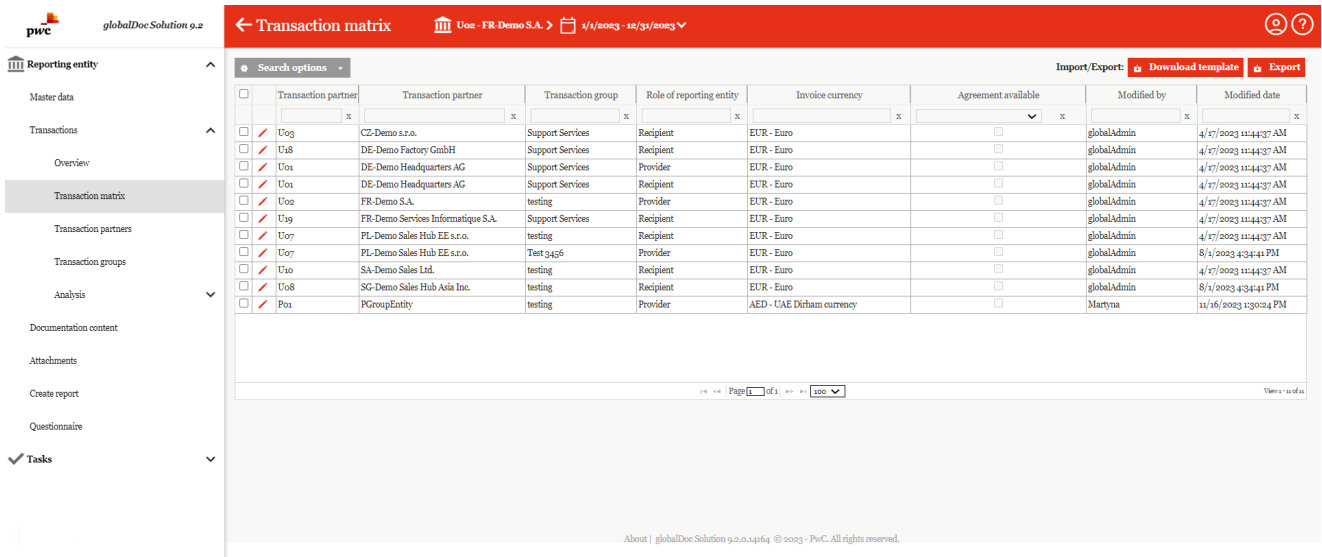 pwc globalDoc Solution 9.2 Transaction matrix U02 - FR-Demo S.A. 1/1/2023 - 12/31/2023
Reporting entity
Master data
Transactions
Overview
Transaction matrix
Transaction partners
Transaction groups
Analysis
Documentation content
Attachments
Create report
Questionnaire
Tasks
Search options Import/Export: Download template Export
Transaction partner Transaction partner Transaction group Role of reporting entity Invoice currency Agreement available Modified by Modified date
x x x x x x x x
U03 CZ-Demo s.r.o. Support Services Recipient EUR - Euro globalAdmin 4/17/2023 11:44:37 AM
U18 DE-Demo Factory GmbH Support Services Recipient EUR - Euro globalAdmin 4/17/2023 11:44:37 AM
U01 DE-Demo Headquarters AG Support Services Provider EUR - Euro globalAdmin 4/17/2023 11:44:37 AM
U01 DE-Demo Headquarters AG Support Services Recipient EUR - Euro globalAdmin 4/17/2023 11:44:37 AM
U02 FR-Demo S.A. testing Provider EUR - Euro globalAdmin 4/17/2023 11:44:37 AM
U19 FR-Demo Services Informatique S.A. Support Services Recipient EUR - Euro globalAdmin 4/17/2023 11:44:37 AM
U07 PL-Demo Sales Hub EE s.r.o. testing Recipient EUR - Euro globalAdmin 4/17/2023 11:44:37 AM
U07 PL-Demo Sales Hub EE s.r.o. Test 3456 Provider EUR - Euro globalAdmin 8/1/2023 4:34:41 PM
U10 SA-Demo Sales Ltd. testing Recipient EUR - Euro globalAdmin 4/17/2023 11:44:37 AM
U08 SG-Demo Sales Hub Asia Inc. testing Recipient EUR - Euro globalAdmin 8/1/2023 4:34:41 PM
P01 PGroupEntity testing Provider AED - UAE Dirham currency Martyna 11/16/2023 1:30:24 PM
Page 1 of 1 100 View 1 - 11 of 11
About | globalDoc Solution 9.2.0.14164 © 2023 - PwC. All rights reserved.